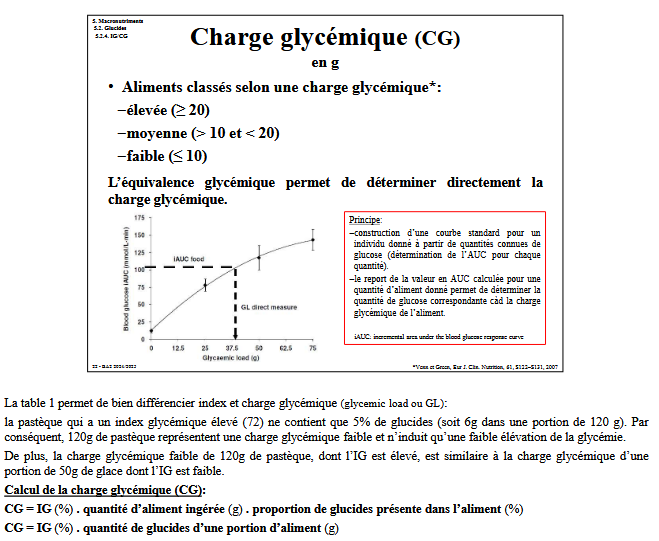 5. Macronutriments
5.2. Glucides
5.2.4. IG/CG
Charge glycémique (CG)
en g
• Aliments classés selon une charge glycémique*:
–élevée (≥ 20)
–moyenne (> 10 et < 20)
–faible (≤ 10)
L’équivalence glycémique permet de déterminer directement la
charge glycémique.
Blood glucose iAUC (mmol/L·min)
175
150
125
100
75
50
25
0
iAUC food
GL direct measure
0 12.5 25 37.5 50 62.5 75
Glycaemic load (g)
Principe:
–construction d’une courbe standard pour un
individu donné à partir de quantités connues de
glucose (détermination de l’AUC pour chaque
quantité).
–le report de la valeur en AUC calculée pour une
quantité d’aliment donné permet de déterminer la
quantité de glucose correspondante càd la charge
glycémique de l’aliment.
iAUC: incremental area under the blood glucose response curve
22 - BAT 2024/2025
*Venn et Green, Eur J. Clin. Nutrition, 61, S122–S131, 2007
La table 1 permet de bien différencier index et charge glycémique (glycemic load ou GL):
la pastèque qui a un index glycémique élevé (72) ne contient que 5% de glucides (soit 6g dans une portion de 120 g). Par
conséquent, 120g de pastèque représentent une charge glycémique faible et n’induit qu’une faible élévation de la glycémie.
De plus, la charge glycémique faible de 120g de pastèque, dont l’IG est élevé, est similaire à la charge glycémique d’une
portion de 50g de glace dont l’IG est faible.
Calcul de la charge glycémique (CG):
CG = IG (%) . quantité d’aliment ingérée (g) . proportion de glucides présente dans l’aliment (%)
CG = IG (%) . quantité de glucides d’une portion d’aliment (g)